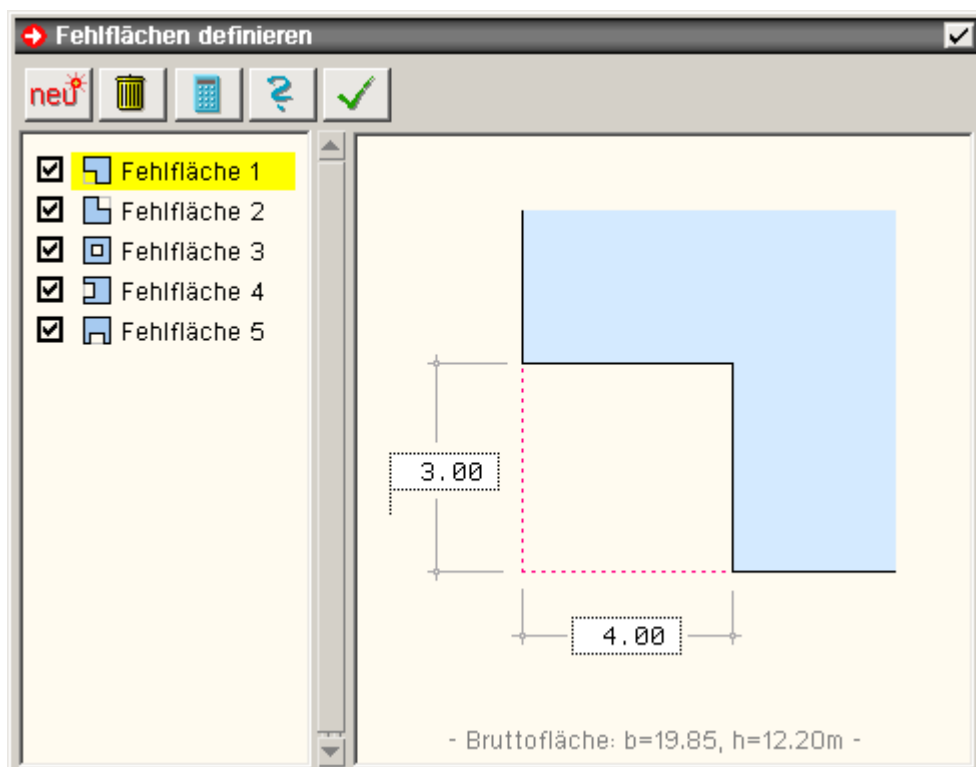 Fehlflächen definieren
neu
Fehlfläche 1
Fehlfläche 2
Fehlfläche 3
Fehlfläche 4
Fehlfläche 5
3.00
4.00
- Bruttofläche: b=19.85, h=12.20m -